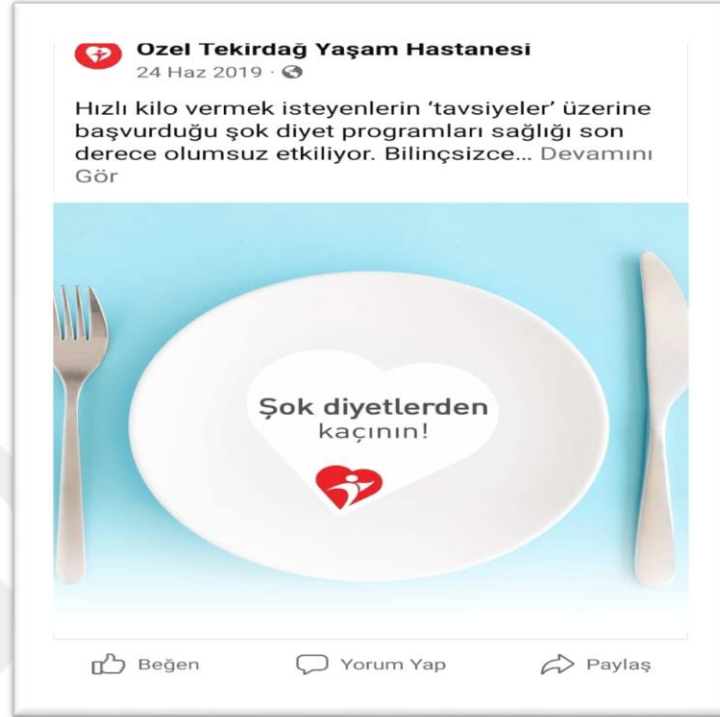 Özel Tekirdağ Yaşam Hastanesi
24 Haz 2019 ·
Hızlı kilo vermek isteyenlerin ‘tavsiyeler’ üzerine
başvurduğu şok diyet programları sağlığı son
derece olumsuz etkiliyor. Bilinçsizce... Devamını
Gör
Şok diyetlerden
kaçının!
Beğen
Yorum Yap
Paylaş